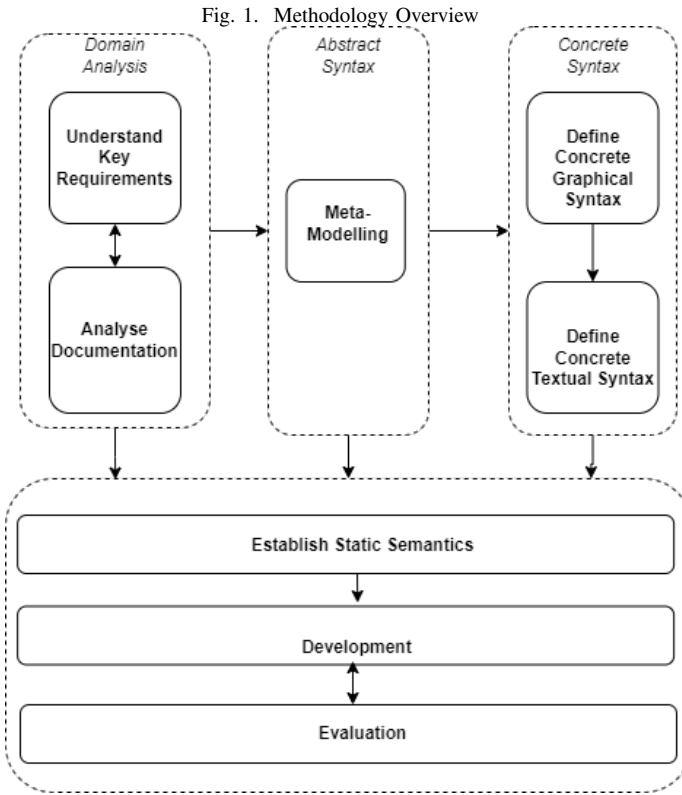 Fig. 1. Methodology Overview
Domain
Analysis
Understand
Key
Requirements
Analyse
Documentation
Abstract
Syntax
Meta-
Modelling
Concrete
Syntax
Define
Concrete
Graphical
Syntax
Define
Concrete
Textual Syntax
Establish Static Semantics
Development
Evaluation